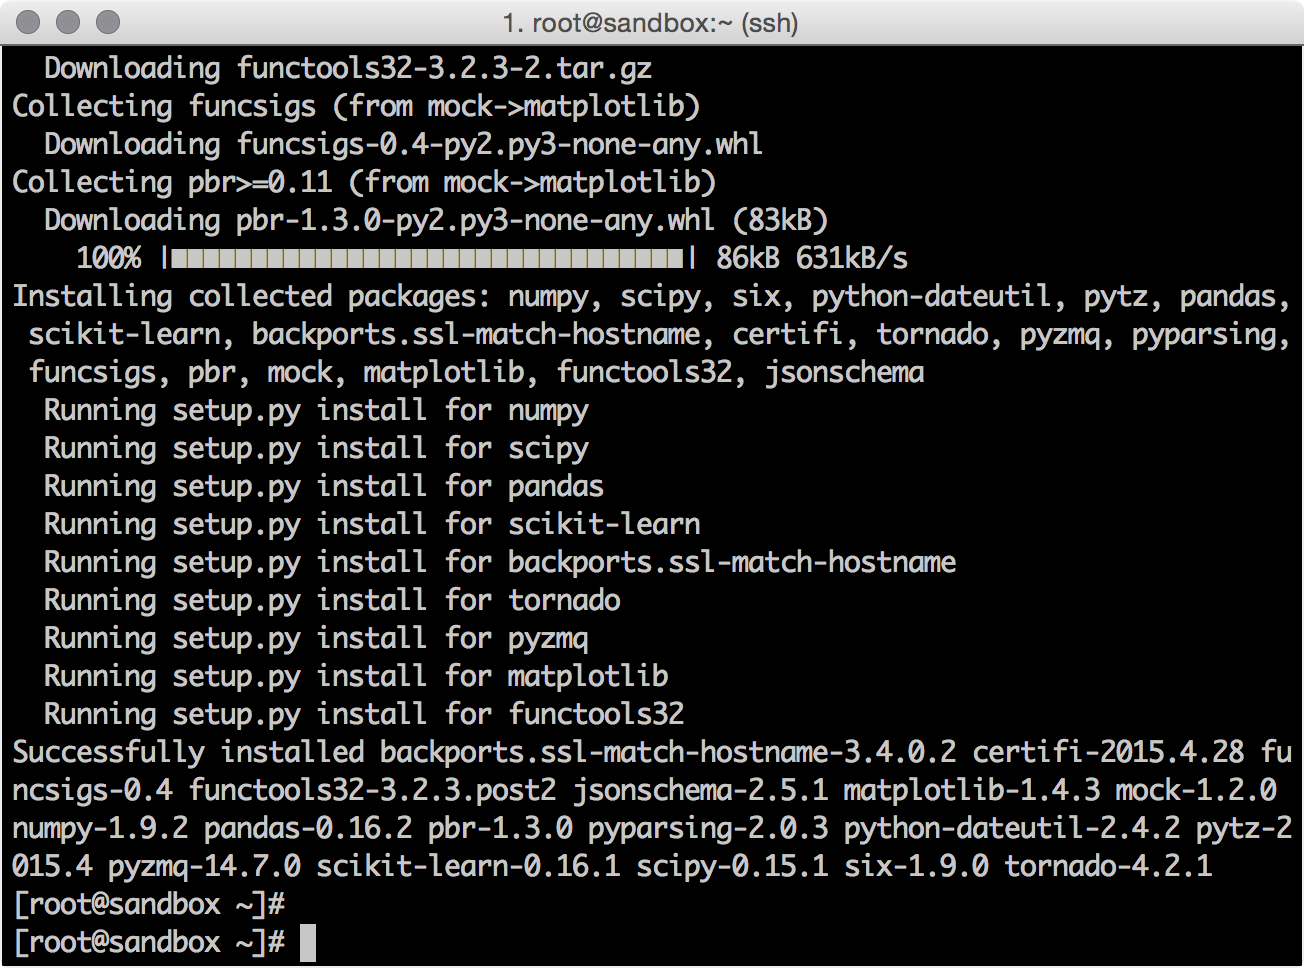 1. root@sandbox:~ (ssh)
Downloading functools32-3.2.3-2.tar.gz
Collecting funcsigs (from mock->matplotlib)
Downloading funcsigs-0.4-py2.py3-none-any.whl
Collecting pbr>=0.11 (from mock->matplotlib)
Downloading pbr-1.3.0-py2.py3-none-any.whl (83kB)
100% |████████████████████████████████| 86kB 631kB/s
Installing collected packages: numpy, scipy, six, python-dateutil, pytz, pandas,
scikit-learn, backports.ssl-match-hostname, certifi, tornado, pyzmq, pyparsing,
funcsigs, pbr, mock, matplotlib, functools32, jsonschema
Running setup.py install for numpy
Running setup.py install for scipy
Running setup.py install for pandas
Running setup.py install for scikit-learn
Running setup.py install for backports.ssl-match-hostname
Running setup.py install for tornado
Running setup.py install for pyzmq
Running setup.py install for matplotlib
Running setup.py install for functools32
Successfully installed backports.ssl-match-hostname-3.4.0.2 certifi-2015.4.28 fu
ncsigs-0.4 functools32-3.2.3.post2 jsonschema-2.5.1 matplotlib-1.4.3 mock-1.2.0
numpy-1.9.2 pandas-0.16.2 pbr-1.3.0 pyparsing-2.0.3 python-dateutil-2.4.2 pytz-2
015.4 pyzmq-14.7.0 scikit-learn-0.16.1 scipy-0.15.1 six-1.9.0 tornado-4.2.1
[root@sandbox ~]#
[root@sandbox ~]#